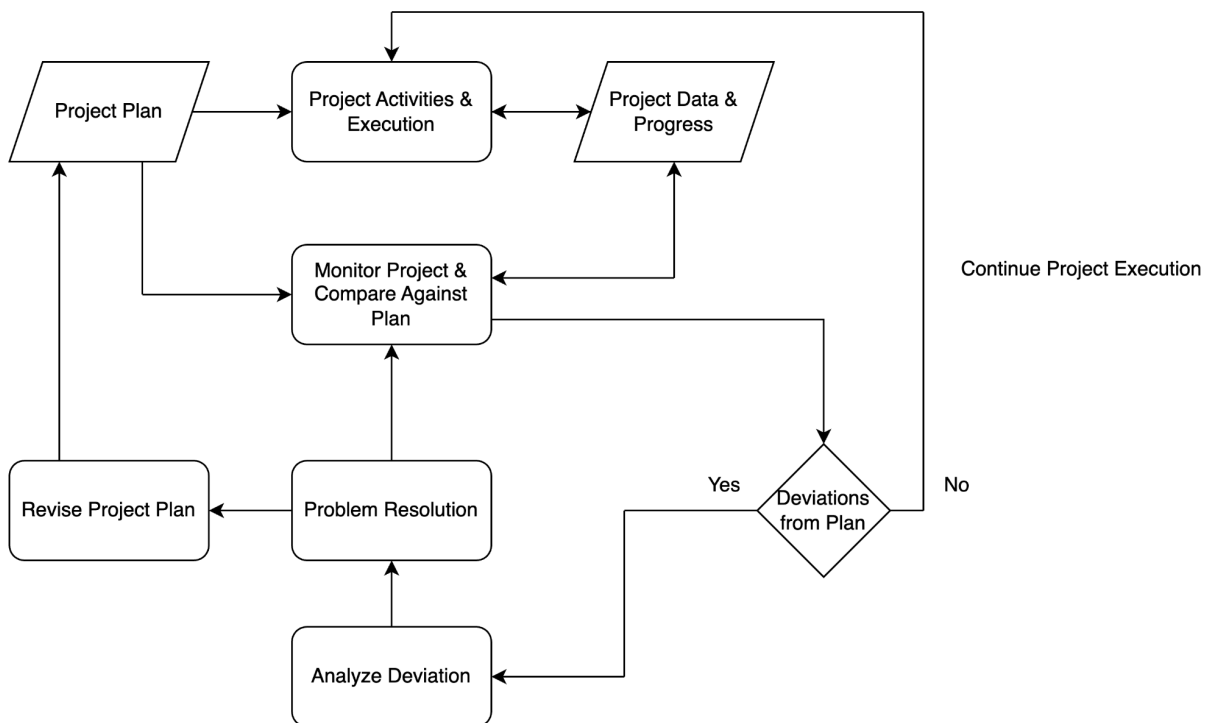 Project Plan
Project Activities &
Execution
Project Data &
Progress
Monitor Project &
Compare Against
Plan
Continue Project Execution
Revise Project Plan
Problem Resolution
Yes
Deviations
from Plan
No
Analyze Deviation